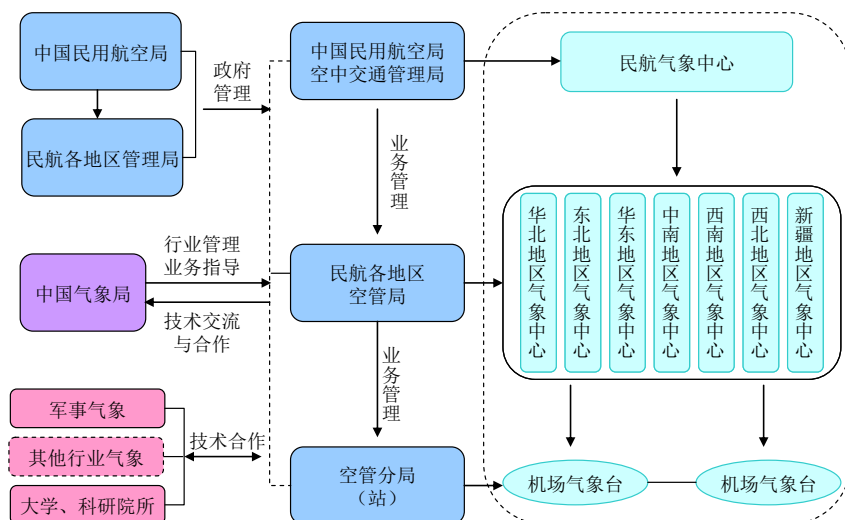 中国民用航空局
民航各地区管理局
政府
管理
中国民用航空局
空中交通管理局
民航气象中心
业务管理
华北地区气象中心
东北地区气象中心
华东地区气象中心
中南地区气象中心
西南地区气象中心
西北地区气象中心
新疆地区气象中心
中国气象局
行业管理
业务指导
技术交流
与合作
民航各地区
空管局
业务管理
军事气象
其他行业气象
大学、科研院所
技术合作
空管分局
（站）
机场气象台
机场气象台